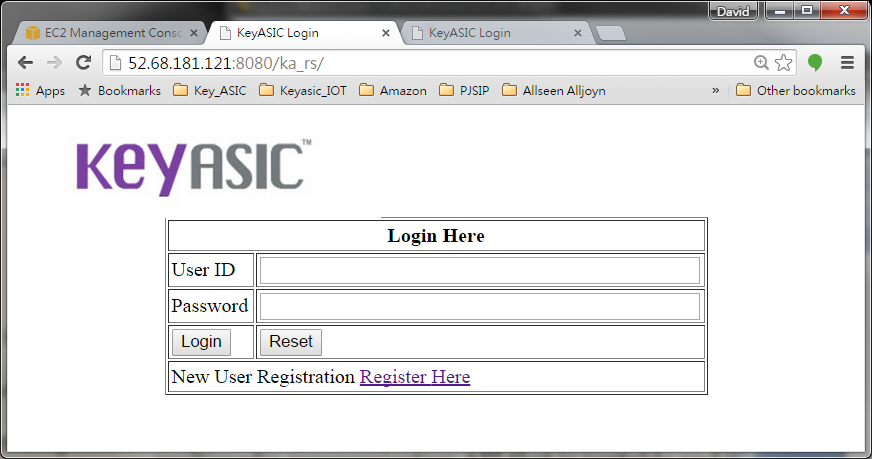 David
EC2 Management Consc
KeyASIC Login
KeyASIC Login
52.68.181.121:8080/ka_rs/
Apps Bookmarks Key_ASIC Keyasic_IOT Amazon PJSIP Allseen Alljoyn » Other bookmarks
KeyASIC™
Login Here
User ID
Password
Login Reset
New User Registration Register Here